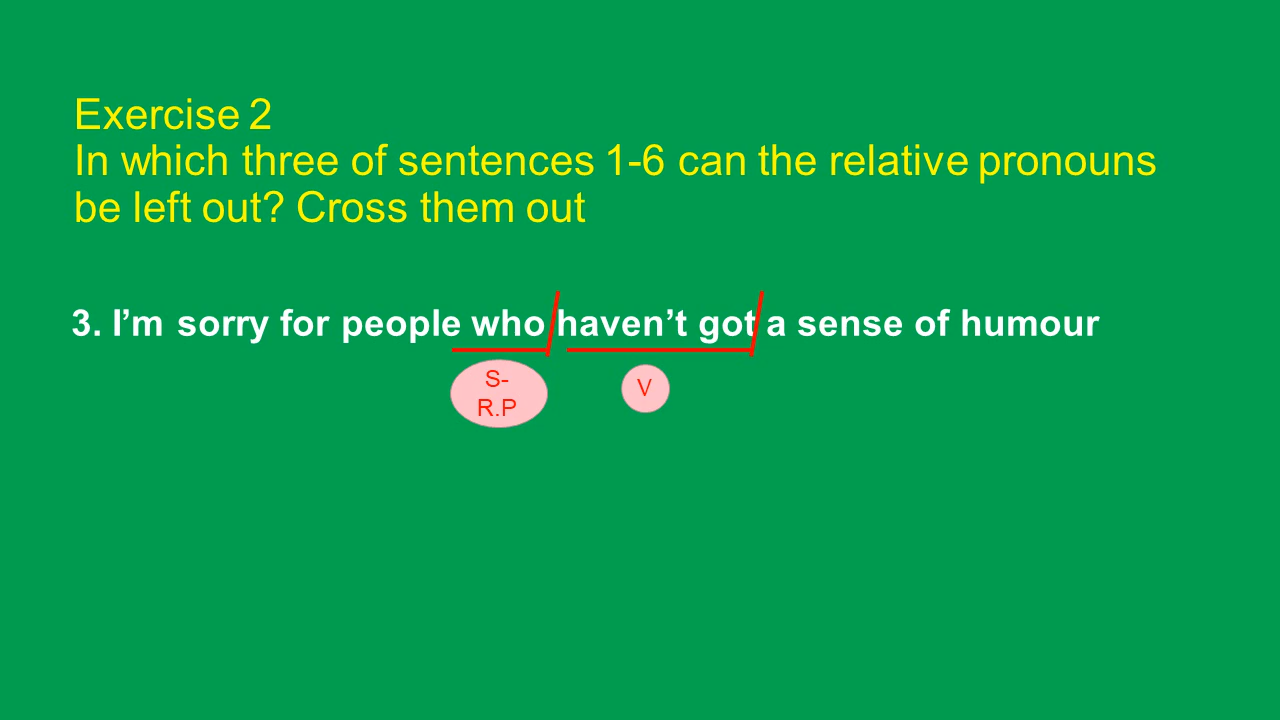 Exercise 2
In which three of sentences 1-6 can the relative pronouns
be left out? Cross them out
3. I’m sorry for people who haven’t got a sense of humour
S-
R.P
V